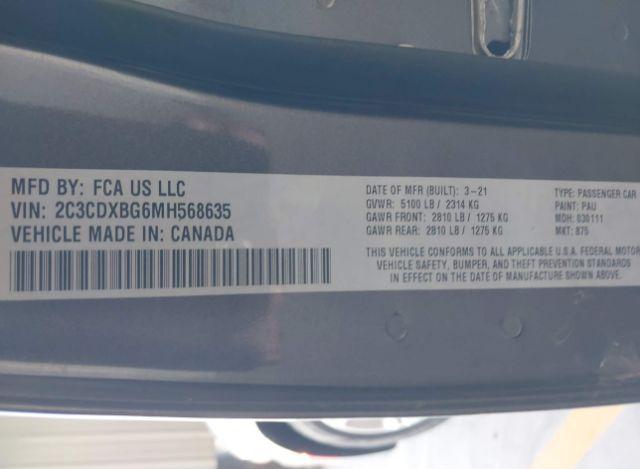 MFD BY: FCA US LLC
VIN: 2C3CDXBG6MH568635
VEHICLE MADE IN: CANADA
DATE OF MFR (BUILT): 3-21
GVWR: 5100 LB / 2314 KG
GAWR FRONT: 2810 LB / 1275 KG
GAWR REAR: 2810 LB / 1275 KG
TYPE: PASSENGER CAR
PAINT: PAU
MDH: 030111
MKT: 875
THIS VEHICLE CONFORMS TO ALL APPLICABLE U.S.A. FEDERAL MOTOR
VEHICLE SAFETY, BUMPER, AND THEFT PREVENTION STANDARDS
IN EFFECT ON THE DATE OF MANUFACTURE SHOWN ABOVE.